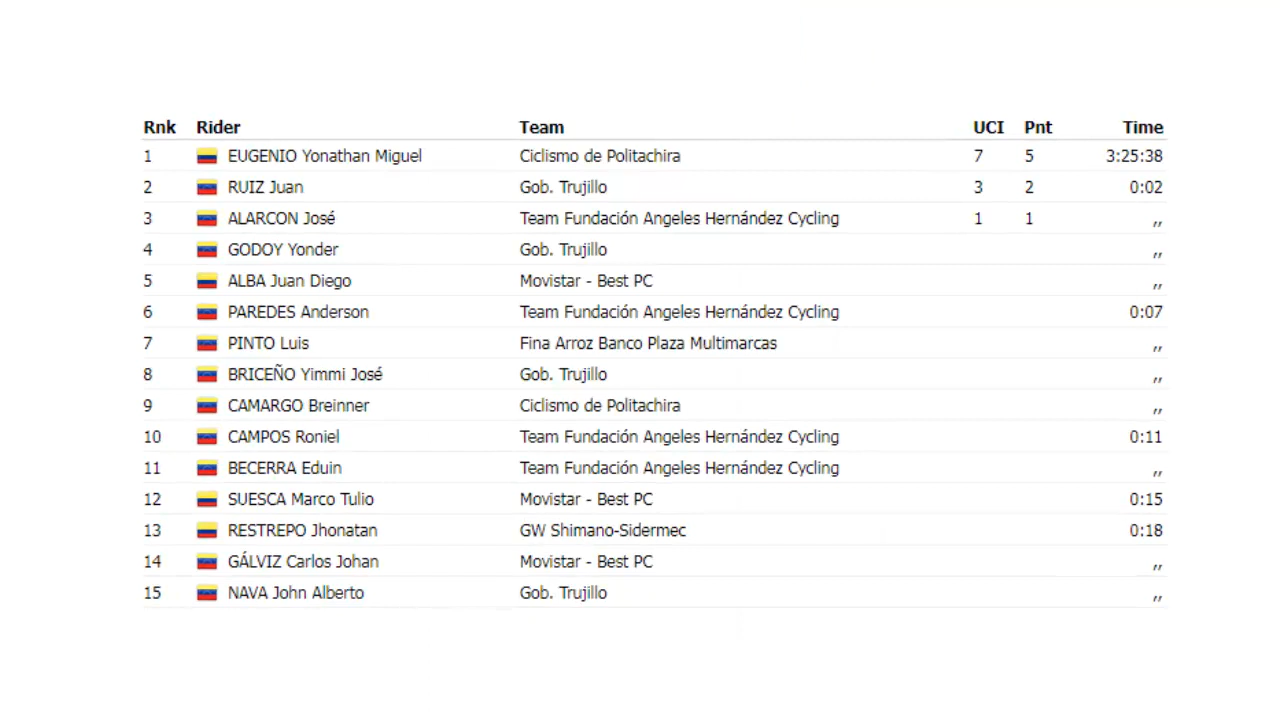 Rnk Rider Team UCI Pnt Time
1 EUGENIO Yonathan Miguel Ciclismo de Politachira 7 5 3:25:38
2 RUIZ Juan Gob. Trujillo 3 2 0:02
3 ALARCON José Team Fundación Angeles Hernández Cycling 1 1 ,,
4 GODOY Yonder Gob. Trujillo ,,
5 ALBA Juan Diego Movistar - Best PC ,,
6 PAREDES Anderson Team Fundación Angeles Hernández Cycling 0:07
7 PINTO Luis Fina Arroz Banco Plaza Multimarcas ,,
8 BRICEÑO Yimmi José Gob. Trujillo ,,
9 CAMARGO Breinner Ciclismo de Politachira ,,
10 CAMPOS Roniel Team Fundación Angeles Hernández Cycling 0:11
11 BECERRA Eduin Team Fundación Angeles Hernández Cycling ,,
12 SUESCA Marco Tulio Movistar - Best PC 0:15
13 RESTREPO Jhonatan GW Shimano-Sidermec 0:18
14 GÁLVIZ Carlos Johan Movistar - Best PC ,,
15 NAVA John Alberto Gob. Trujillo ,,